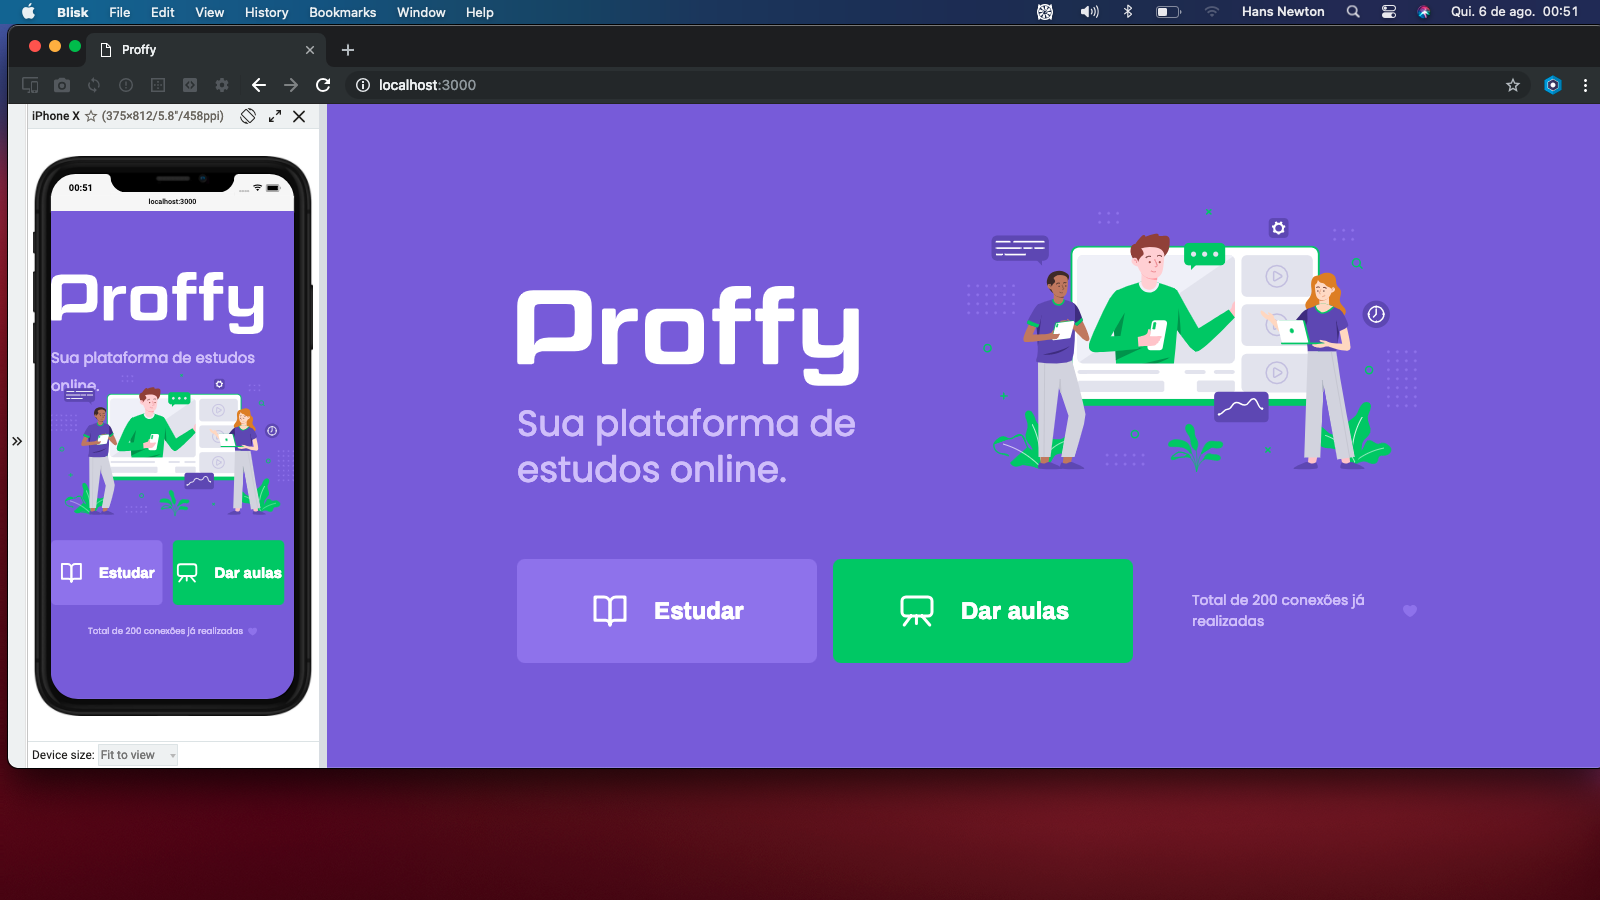 Blisk File Edit View History Bookmarks Window Help Hans Newton Qui. 6 de ago. 00:51
Proffy
localhost:3000
iPhone X (375×812/5.8"/458ppi)
00:51
localhost:3000
Proffy
Sua plataforma de estudos
online.
Estudar
Dar aulas
Total de 200 conexões já realizadas
Device size: Fit to view
Proffy
Sua plataforma de
estudos online.
Estudar
Dar aulas
Total de 200 conexões já
realizadas